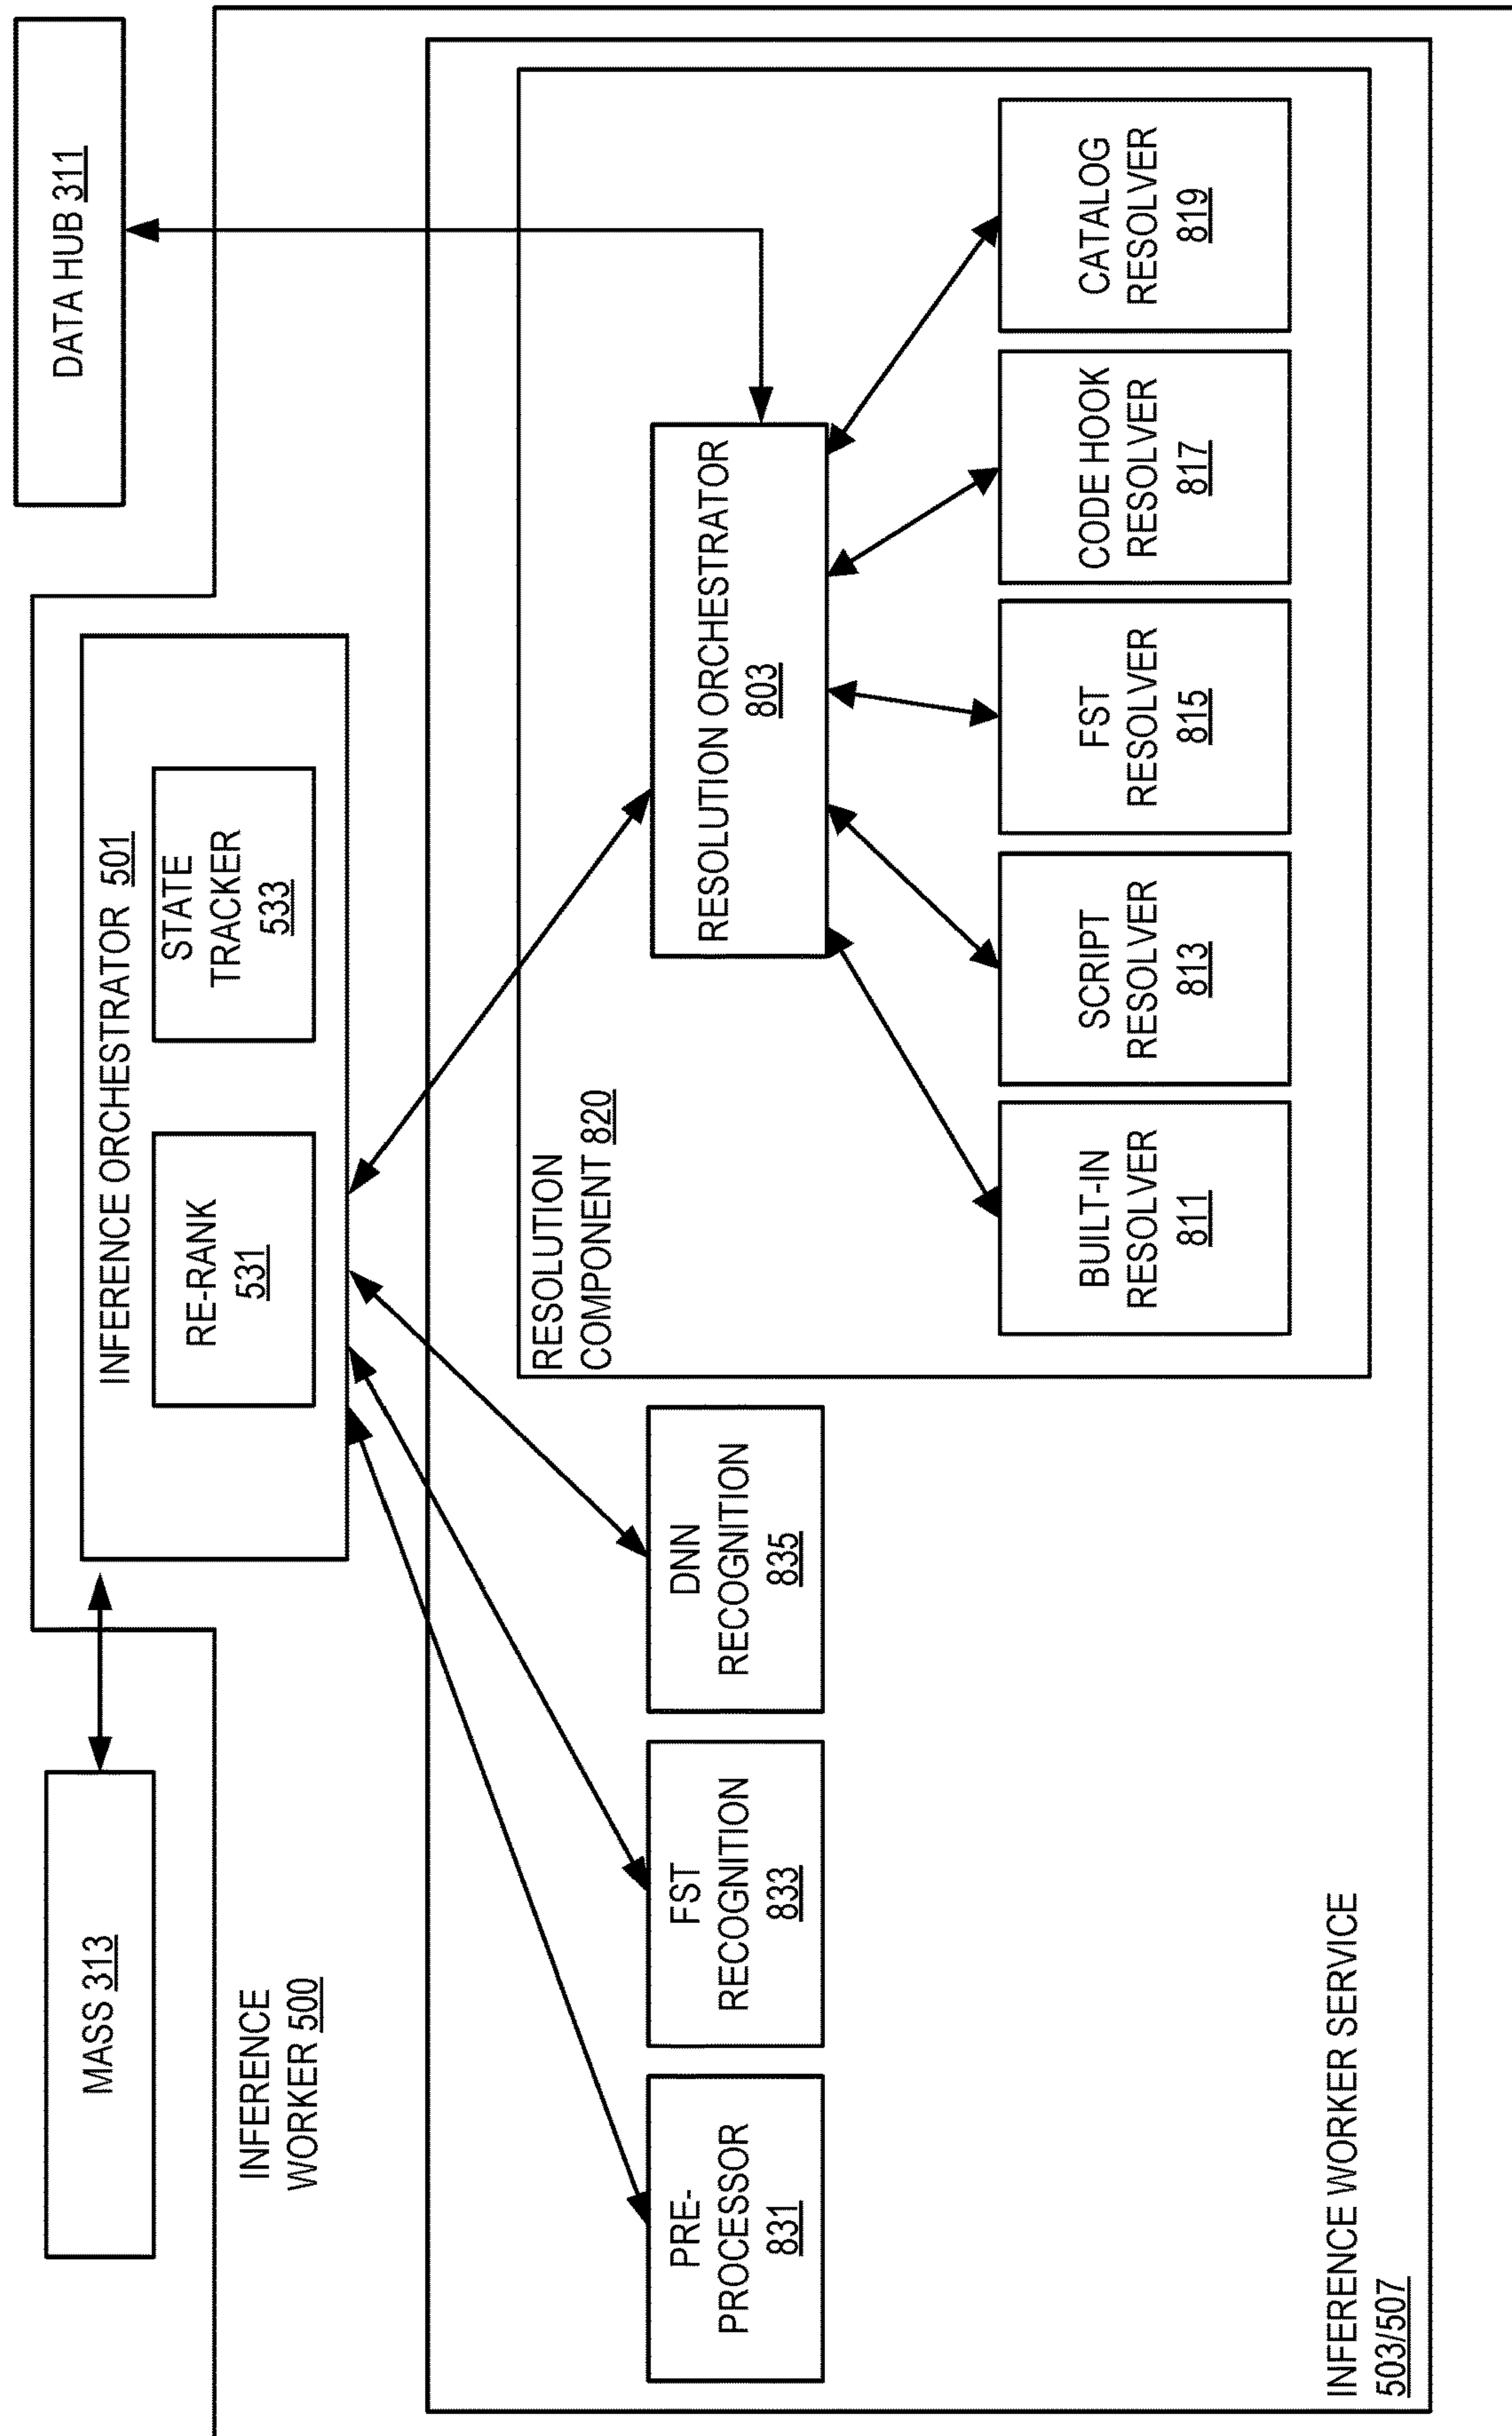 MASS 313
DATA HUB 311
INFERENCE
WORKER 500
INFERENCE ORCHESTRATOR 501
RE-RANK
531
STATE
TRACKER
533
PRE-
PROCESSOR
831
FST
RECOGNITION
833
DNN
RECOGNITION
835
RESOLUTION
COMPONENT 820
RESOLUTION ORCHESTRATOR
803
BUILT-IN
RESOLVER
811
SCRIPT
RESOLVER
813
FST
RESOLVER
815
CODE HOOK
RESOLVER
817
CATALOG
RESOLVER
819
INFERENCE WORKER SERVICE
503/507